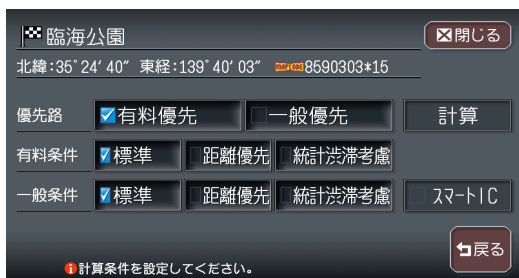 臨海公園 閉じる
北緯:35°24′40″ 東経:139°40′03″ MAPCODE 8590303*15
優先路 有料優先 一般優先 計算
有料条件 標準 距離優先 統計渋滞考慮
一般条件 標準 距離優先 統計渋滞考慮 スマートIC
戻る
計算条件を設定してください。